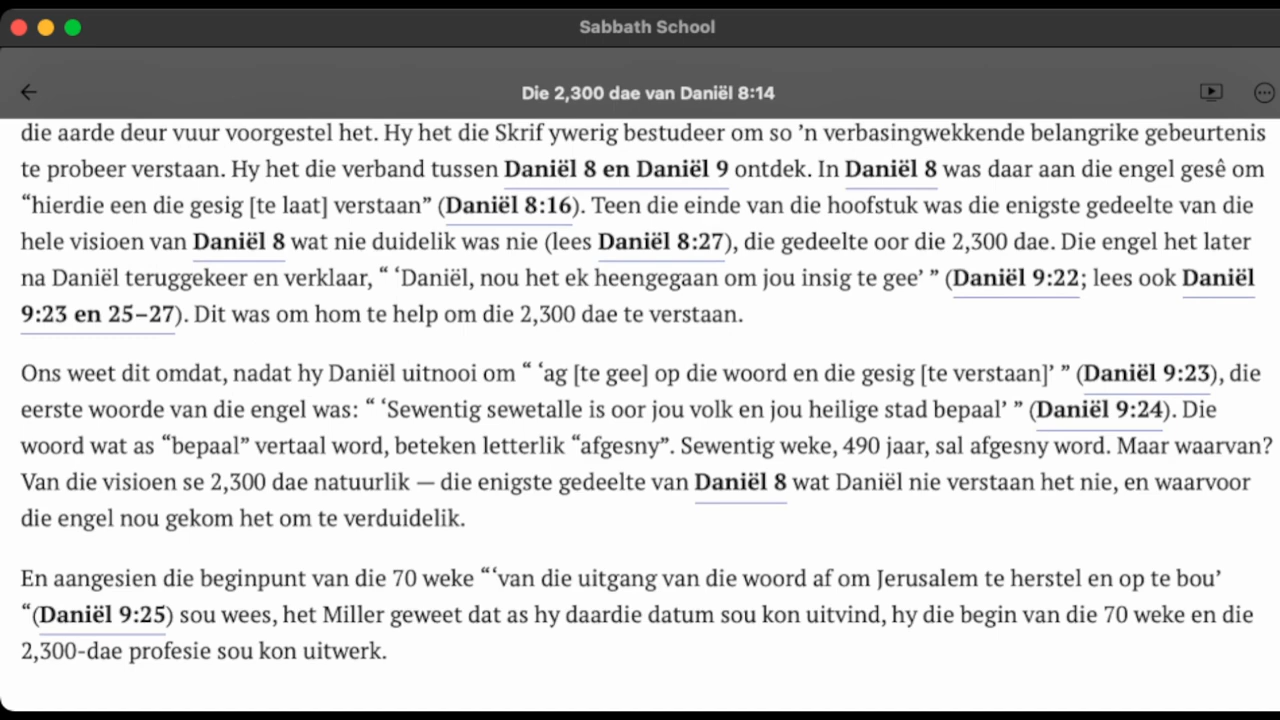 Sabbath School
Die 2,300 dae van Daniël 8:14
die aarde deur vuur voorgestel het. Hy het die Skrif ywerig bestudeer om so ’n verbasingwekkende belangrike gebeurtenis
te probeer verstaan. Hy het die verband tussen Daniël 8 en Daniël 9 ontdek. In Daniël 8 was daar aan die engel gesê om
“hierdie een die gesig [te laat] verstaan” (Daniël 8:16). Teen die einde van die hoofstuk was die enigste gedeelte van die
hele visioen van Daniël 8 wat nie duidelik was nie (lees Daniël 8:27), die gedeelte oor die 2,300 dae. Die engel het later
na Daniël teruggekeer en verklaar, “ ‘Daniël, nou het ek heengegaan om jou insig te gee’ ” (Daniël 9:22; lees ook Daniël
9:23 en 25–27). Dit was om hom te help om die 2,300 dae te verstaan.
Ons weet dit omdat, nadat hy Daniël uitnooi om “ ‘ag [te gee] op die woord en die gesig [te verstaan]’ ” (Daniël 9:23), die
eerste woorde van die engel was: “ ‘Sewentig sewetalle is oor jou volk en jou heilige stad bepaal’ ” (Daniël 9:24). Die
woord wat as “bepaal” vertaal word, beteken letterlik “afgesny”. Sewentig weke, 490 jaar, sal afgesny word. Maar waarvan?
Van die visioen se 2,300 dae natuurlik — die enigste gedeelte van Daniël 8 wat Daniël nie verstaan het nie, en waarvoor
die engel nou gekom het om te verduidelik.
En aangesien die beginpunt van die 70 weke “‘van die uitgang van die woord af om Jerusalem te herstel en op te bou’
“(Daniël 9:25) sou wees, het Miller geweet dat as hy daardie datum sou kon uitvind, hy die begin van die 70 weke en die
2,300-dae profesie sou kon uitwerk.